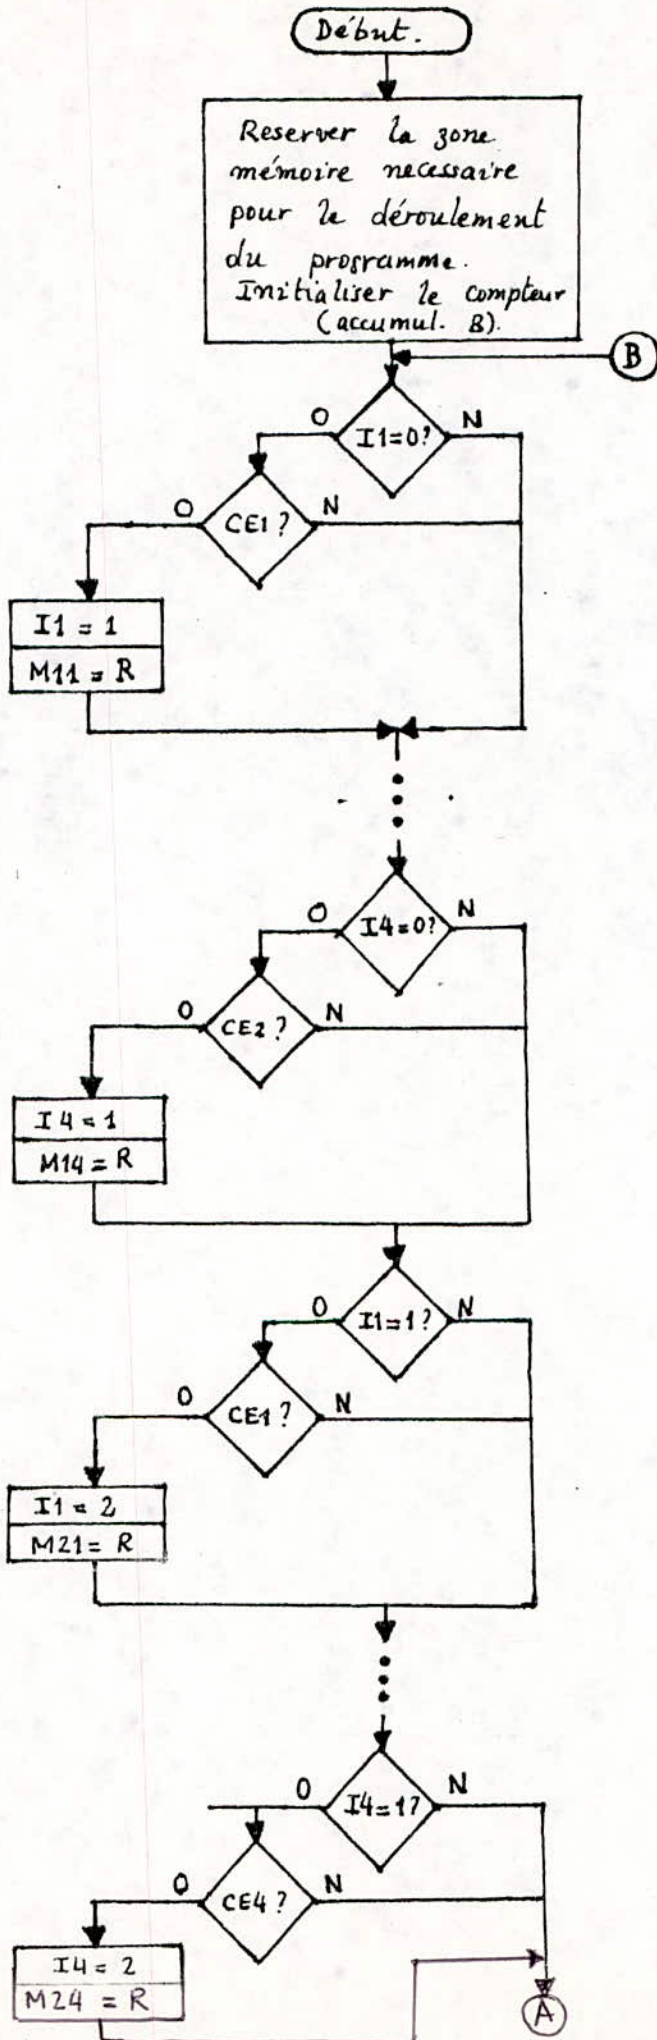 Début.
Reserver la zone
mémoire necessaire
pour le déroulement
du programme.
Initialiser le compteur
(accumul. B).
B
O I1=0? N
O CE1? N
I1 = 1
M11 = R
O I4=0? N
O CE2? N
I4 = 1
M14 = R
O I1=1? N
O CE1? N
I1 = 2
M21 = R
O I4=1? N
O CE4? N
I4 = 2
M24 = R
A